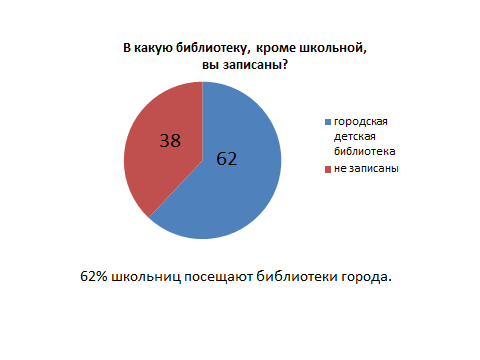 В какую библиотеку, кроме школьной,
вы записаны?
38
62
городская
детская
библиотека
не записаны
62% школьниц посещают библиотеки города.